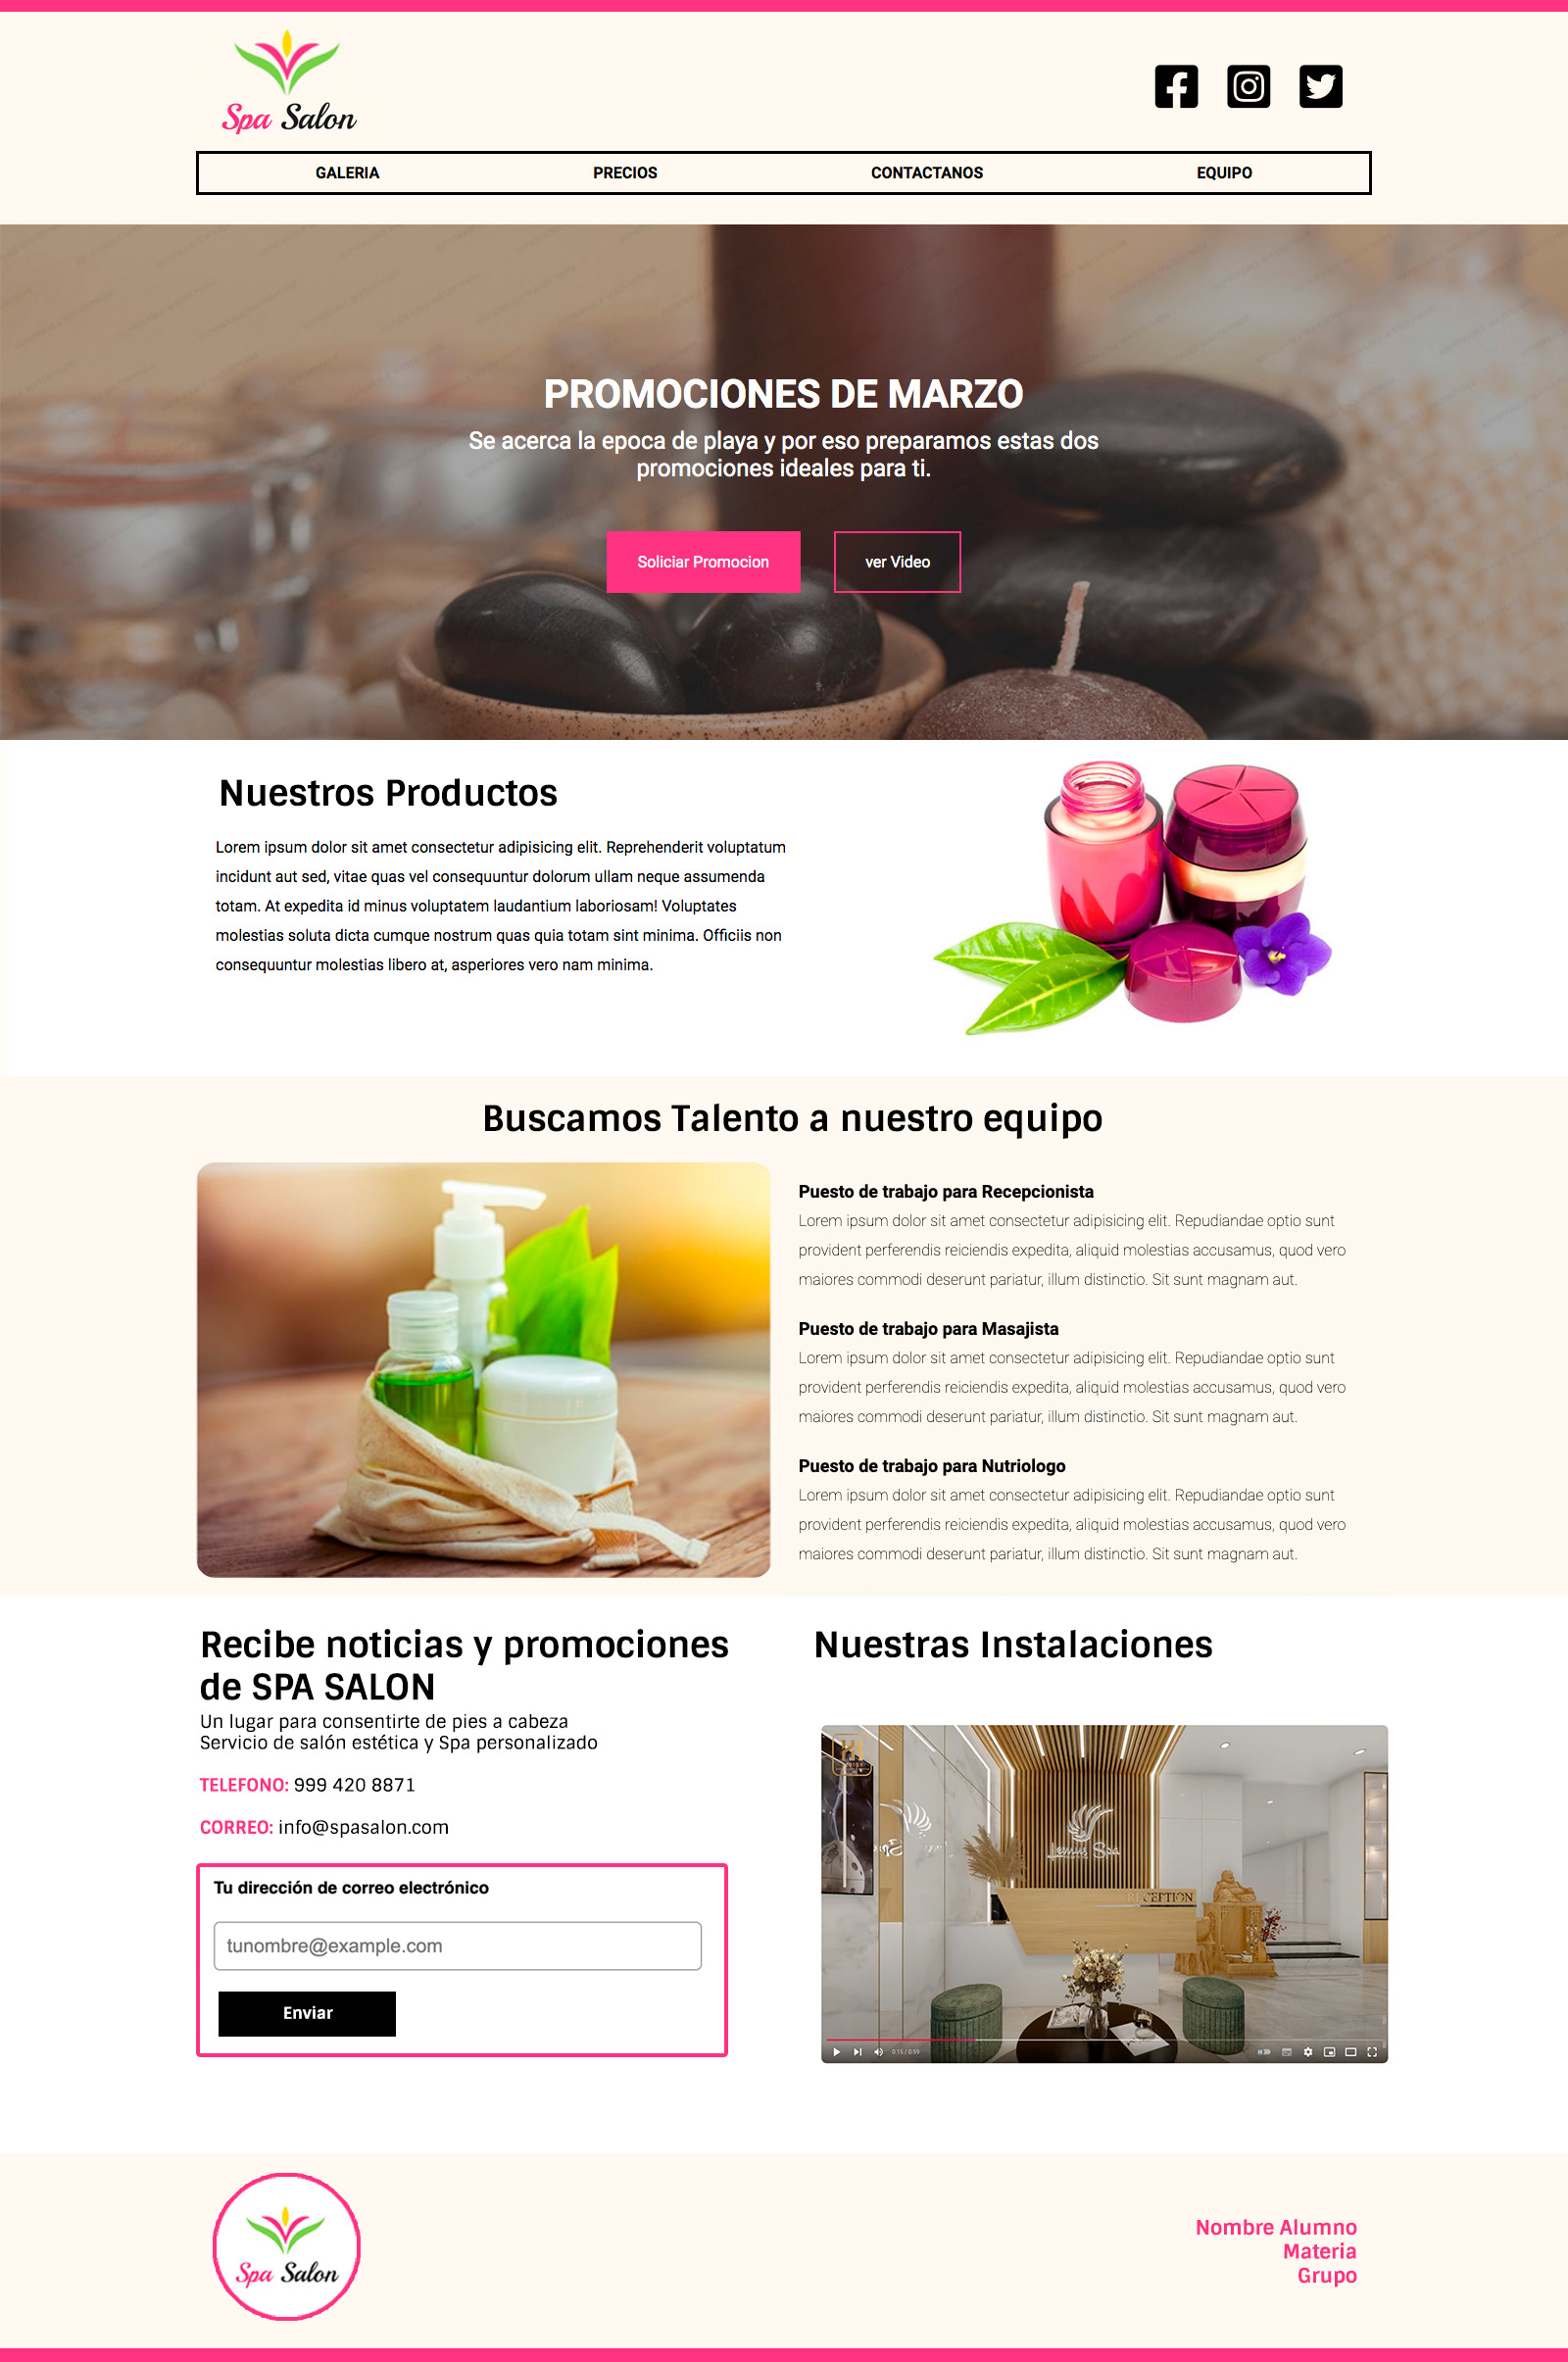 Spa Salon
GALERIA PRECIOS CONTACTANOS EQUIPO
PROMOCIONES DE MARZO
Se acerca la epoca de playa y por eso preparamos estas dos
promociones ideales para ti.
Soliciar Promocion ver Video
Nuestros Productos
Lorem ipsum dolor sit amet consectetur adipisicing elit. Reprehenderit voluptatum
incidunt aut sed, vitae quas vel consequuntur dolorum ullam neque assumenda
totam. At expedita id minus voluptatem laudantium laboriosam! Voluptates
molestias soluta dicta cumque nostrum quas quia totam sint minima. Officiis non
consequuntur molestias libero at, asperiores vero nam minima.
Buscamos Talento a nuestro equipo
Puesto de trabajo para Recepcionista
Lorem ipsum dolor sit amet consectetur adipisicing elit. Repudiandae optio sunt
provident perferendis reiciendis expedita, aliquid molestias accusamus, quod vero
maiores commodi deserunt pariatur, illum distinctio. Sit sunt magnam aut.
Puesto de trabajo para Masajista
Lorem ipsum dolor sit amet consectetur adipisicing elit. Repudiandae optio sunt
provident perferendis reiciendis expedita, aliquid molestias accusamus, quod vero
maiores commodi deserunt pariatur, illum distinctio. Sit sunt magnam aut.
Puesto de trabajo para Nutriologo
Lorem ipsum dolor sit amet consectetur adipisicing elit. Repudiandae optio sunt
provident perferendis reiciendis expedita, aliquid molestias accusamus, quod vero
maiores commodi deserunt pariatur, illum distinctio. Sit sunt magnam aut.
Recibe noticias y promociones
de SPA SALON
Un lugar para consentirte de pies a cabeza
Servicio de salón estética y Spa personalizado
TELEFONO: 999 420 8871
CORREO: info@spasalon.com
Tu dirección de correo electrónico
tunombre@example.com
Enviar
Nuestras Instalaciones
Lemus Spa
RECEPTION
0:15 / 0:59
Spa Salon
Nombre Alumno
Materia
Grupo